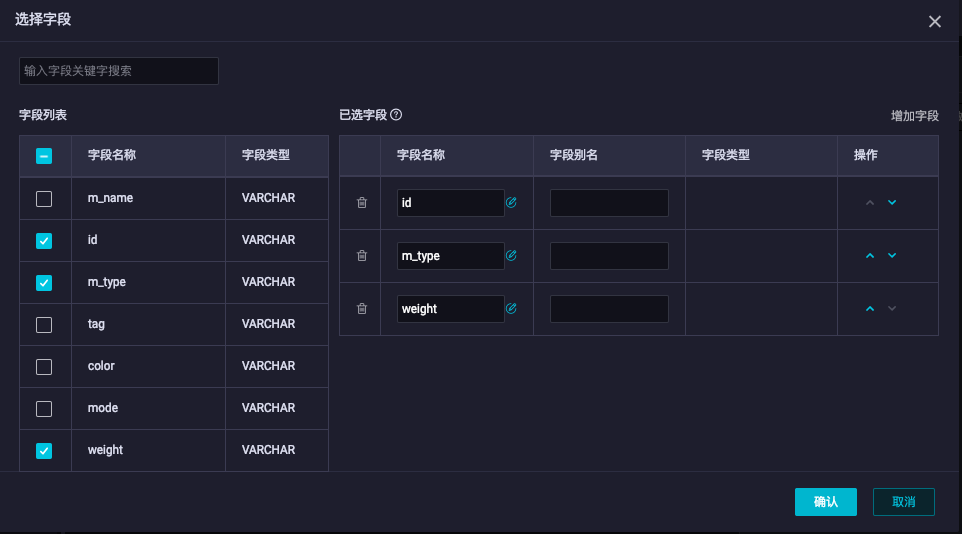 选择字段
输入字段关键字搜索
字段列表
字段名称 字段类型
m_name VARCHAR
id VARCHAR
m_type VARCHAR
tag VARCHAR
color VARCHAR
mode VARCHAR
weight VARCHAR
已选字段 增加字段
字段名称 字段别名 字段类型 操作
id
m_type
weight
确认 取消